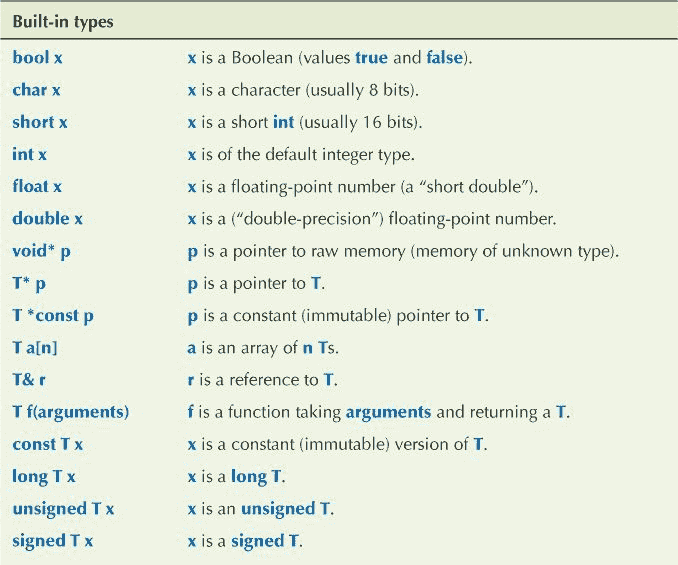 Built-in types
bool x x is a Boolean (values true and false).
char x x is a character (usually 8 bits).
short x x is a short int (usually 16 bits).
int x x is of the default integer type.
float x x is a floating-point number (a “short double”).
double x x is a (“double-precision”) floating-point number.
void* p p is a pointer to raw memory (memory of unknown type).
T* p p is a pointer to T.
T *const p p is a constant (immutable) pointer to T.
T a[n] a is an array of n Ts.
T& r r is a reference to T.
T f(arguments) f is a function taking arguments and returning a T.
const T x x is a constant (immutable) version of T.
long T x x is a long T.
unsigned T x x is an unsigned T.
signed T x x is a signed T.